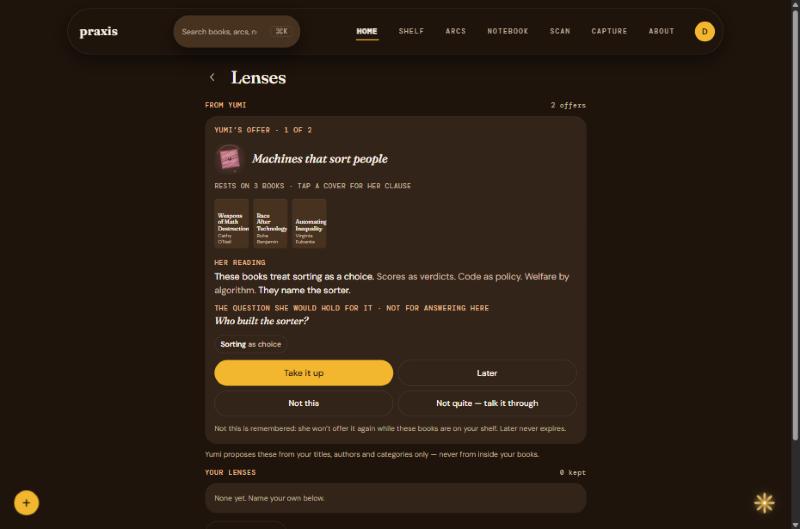 praxis
Search books, arcs, n
⌘K
HOME
SHELF
ARCS
NOTEBOOK
SCAN
CAPTURE
ABOUT
D
Lenses
FROM YUMI
2 offers
YUMI'S OFFER · 1 OF 2
Machines that sort people
RESTS ON 3 BOOKS · TAP A COVER FOR HER CLAUSE
Weapons
of Math
Destruction
Cathy
O'Neil
Race
After
Technology
Ruha
Benjamin
Automating
Inequality
Virginia
Eubanks
HER READING
These books treat sorting as a choice. Scores as verdicts. Code as policy. Welfare by
algorithm. They name the sorter.
THE QUESTION SHE WOULD HOLD FOR IT · NOT FOR ANSWERING HERE
Who built the sorter?
Sorting as choice
Take it up
Later
Not this
Not quite — talk it through
Not this is remembered: she won't offer it again while these books are on your shelf. Later never expires.
Yumi proposes these from your titles, authors and categories only — never from inside your books.
YOUR LENSES
0 kept
None yet. Name your own below.